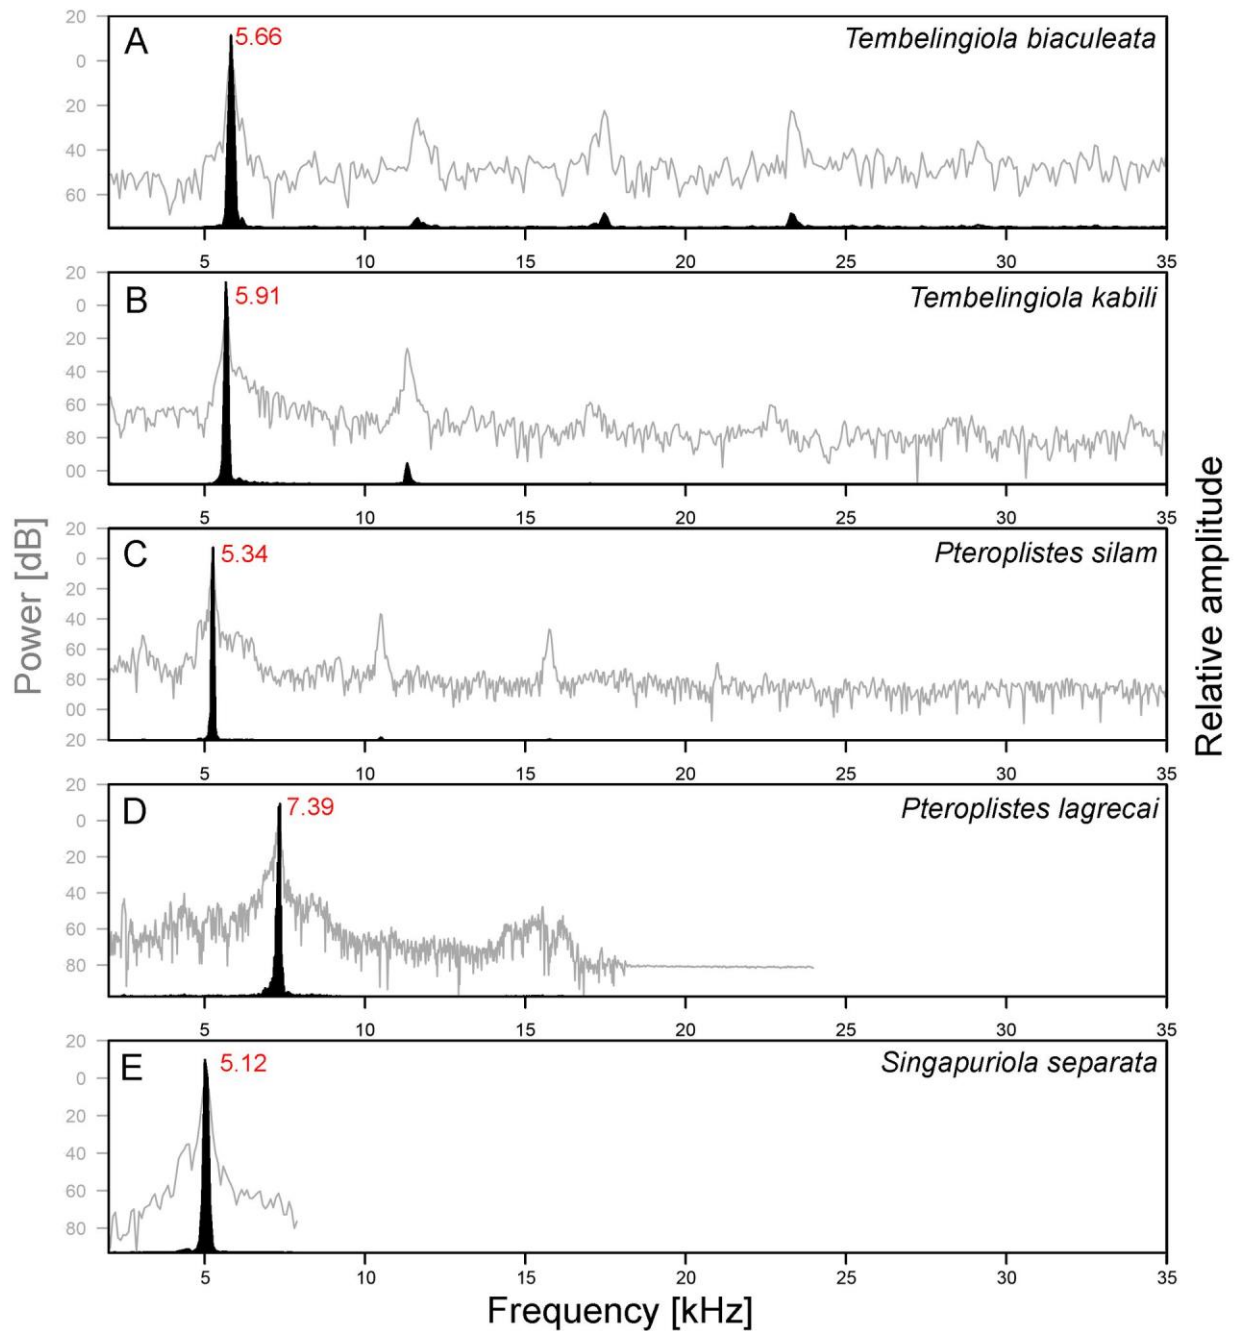 Power [dB]
Relative amplitude
A
5.66
Tembelingiola biaculeata
20
0
20
40
60
5 10 15 20 25 30 35
B
5.91
Tembelingiola kabili
20
0
20
40
60
80
00
5 10 15 20 25 30 35
C
5.34
Pteroplistes silam
20
0
20
40
60
80
00
20
5 10 15 20 25 30 35
D
7.39
Pteroplistes lagrecai
20
0
20
40
60
80
5 10 15 20 25 30 35
E
5.12
Singapuriola separata
20
0
20
40
60
80
5 10 15 20 25 30 35
Frequency [kHz]